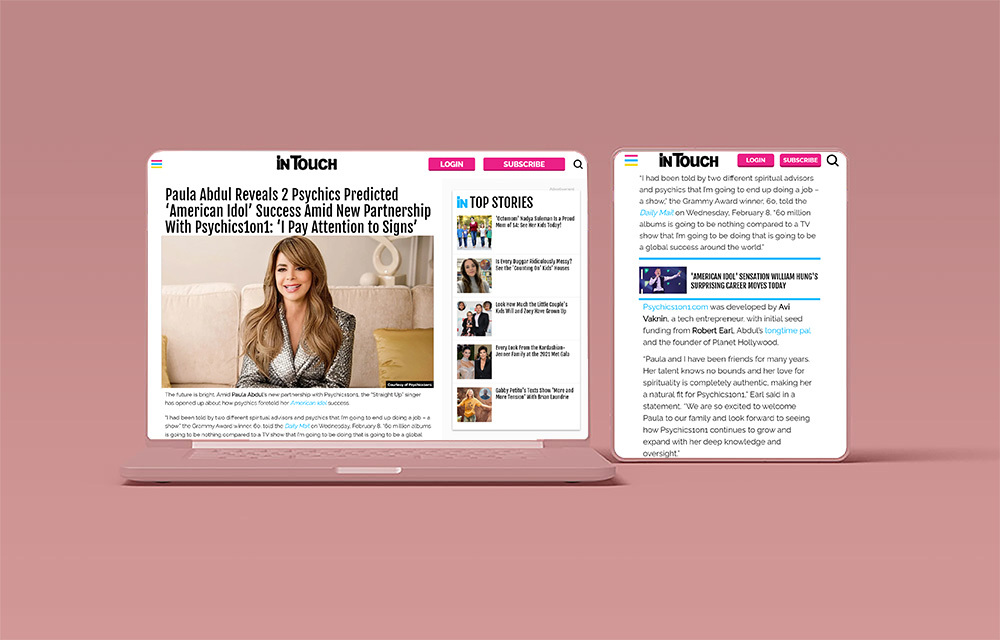 INTOUCH
LOGIN
SUBSCRIBE
Paula Abdul Reveals 2 Psychics Predicted
‘American Idol’ Success Amid New Partnership
With Psychics1on1: ‘I Pay Attention to Signs’
Courtesy of Psychics1on1
The future is bright. Amid Paula Abdul's new partnership with Psychics1on1, the "Straight Up" singer
has opened up about how psychics foretold her American Idol success.
"I had been told by two different spiritual advisors and psychics that I'm going to end up doing a job – a
show," the Grammy Award winner, 60, told the Daily Mail on Wednesday, February 8. "60 million albums
is going to be nothing compared to a TV show that I'm going to be doing that is going to be a global
Advertisement
IN TOP STORIES
'Octomom' Nadya Suleman Is a Proud
Mom of 14: See Her Kids Today!
Is Every Duggar Ridiculously Messy?
See the 'Counting On' Kids' Houses
Look How Much the Little Couple's
Kids Will and Zoey Have Grown Up
Every Look From the Kardashian-
Jenner Family at the 2021 Met Gala
Gabby Petito's Texts Show 'More and
More Tension' With Brian Laundrie
INTOUCH
LOGIN
SUBSCRIBE
"I had been told by two different spiritual advisors
and psychics that I'm going to end up doing a job –
a show," the Grammy Award winner, 60, told the
Daily Mail on Wednesday, February 8. "60 million
albums is going to be nothing compared to a TV
show that I'm going to be doing that is going to be
a global success around the world."
'AMERICAN IDOL' SENSATION WILLIAM HUNG'S
SURPRISING CAREER MOVES TODAY
Psychics1on1.com was developed by Avi
Vaknin, a tech entrepreneur, with initial seed
funding from Robert Earl, Abdul's longtime pal
and the founder of Planet Hollywood.
"Paula and I have been friends for many years.
Her talent knows no bounds and her love for
spirituality is completely authentic, making her
a natural fit for Psychics1on1," Earl said in a
statement. "We are so excited to welcome
Paula to our family and look forward to seeing
how Psychics1on1 continues to grow and
expand with her deep knowledge and
oversight."